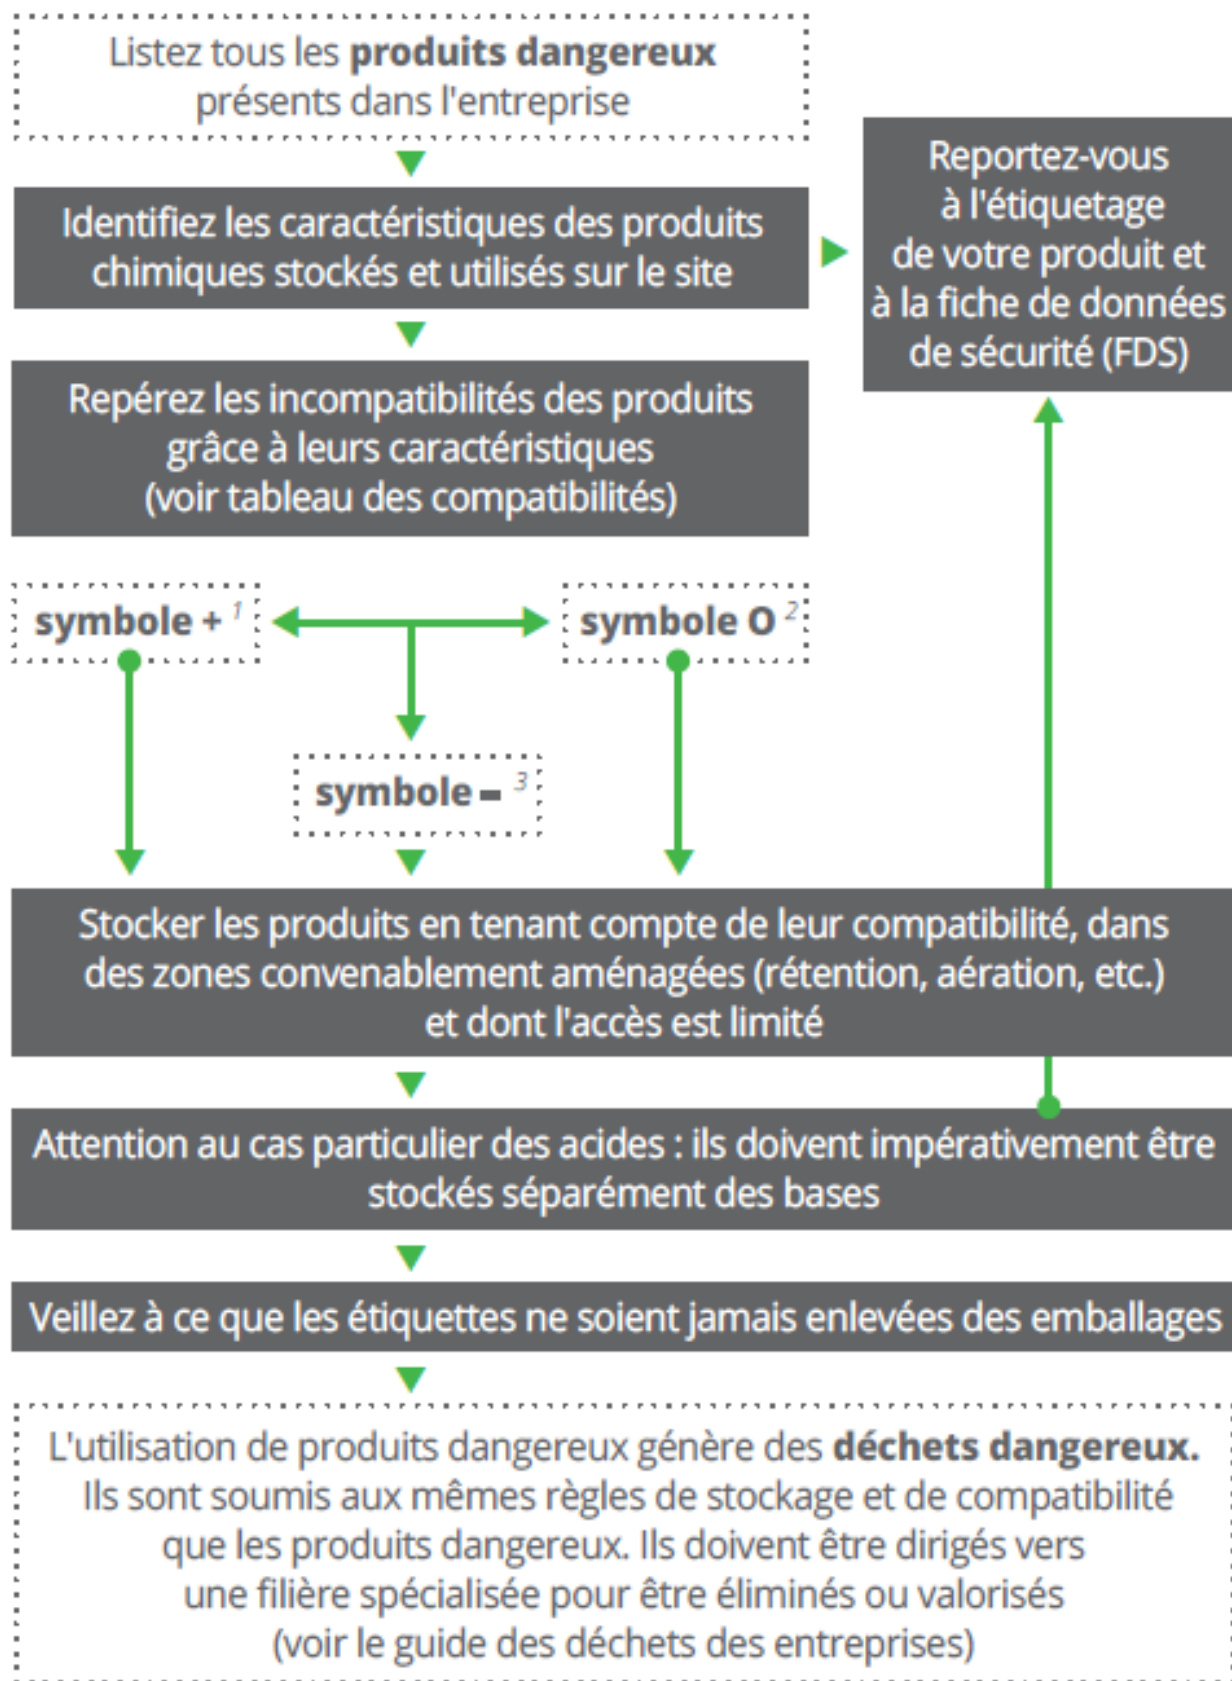 Listez tous les produits dangereux
présents dans l'entreprise
Identifiez les caractéristiques des produits
chimiques stockés et utilisés sur le site
Reportez-vous
à l'étiquetage
de votre produit et
à la fiche de données
de sécurité (FDS)
Repérez les incompatibilités des produits
grâce à leurs caractéristiques
(voir tableau des compatibilités)
symbole + 1
symbole O 2
symbole - 3
Stocker les produits en tenant compte de leur compatibilité, dans
des zones convenablement aménagées (rétention, aération, etc.)
et dont l'accès est limité
Attention au cas particulier des acides : ils doivent impérativement être
stockés séparément des bases
Veillez à ce que les étiquettes ne soient jamais enlevées des emballages
L'utilisation de produits dangereux génère des déchets dangereux.
Ils sont soumis aux mêmes règles de stockage et de compatibilité
que les produits dangereux. Ils doivent être dirigés vers
une filière spécialisée pour être éliminés ou valorisés
(voir le guide des déchets des entreprises)